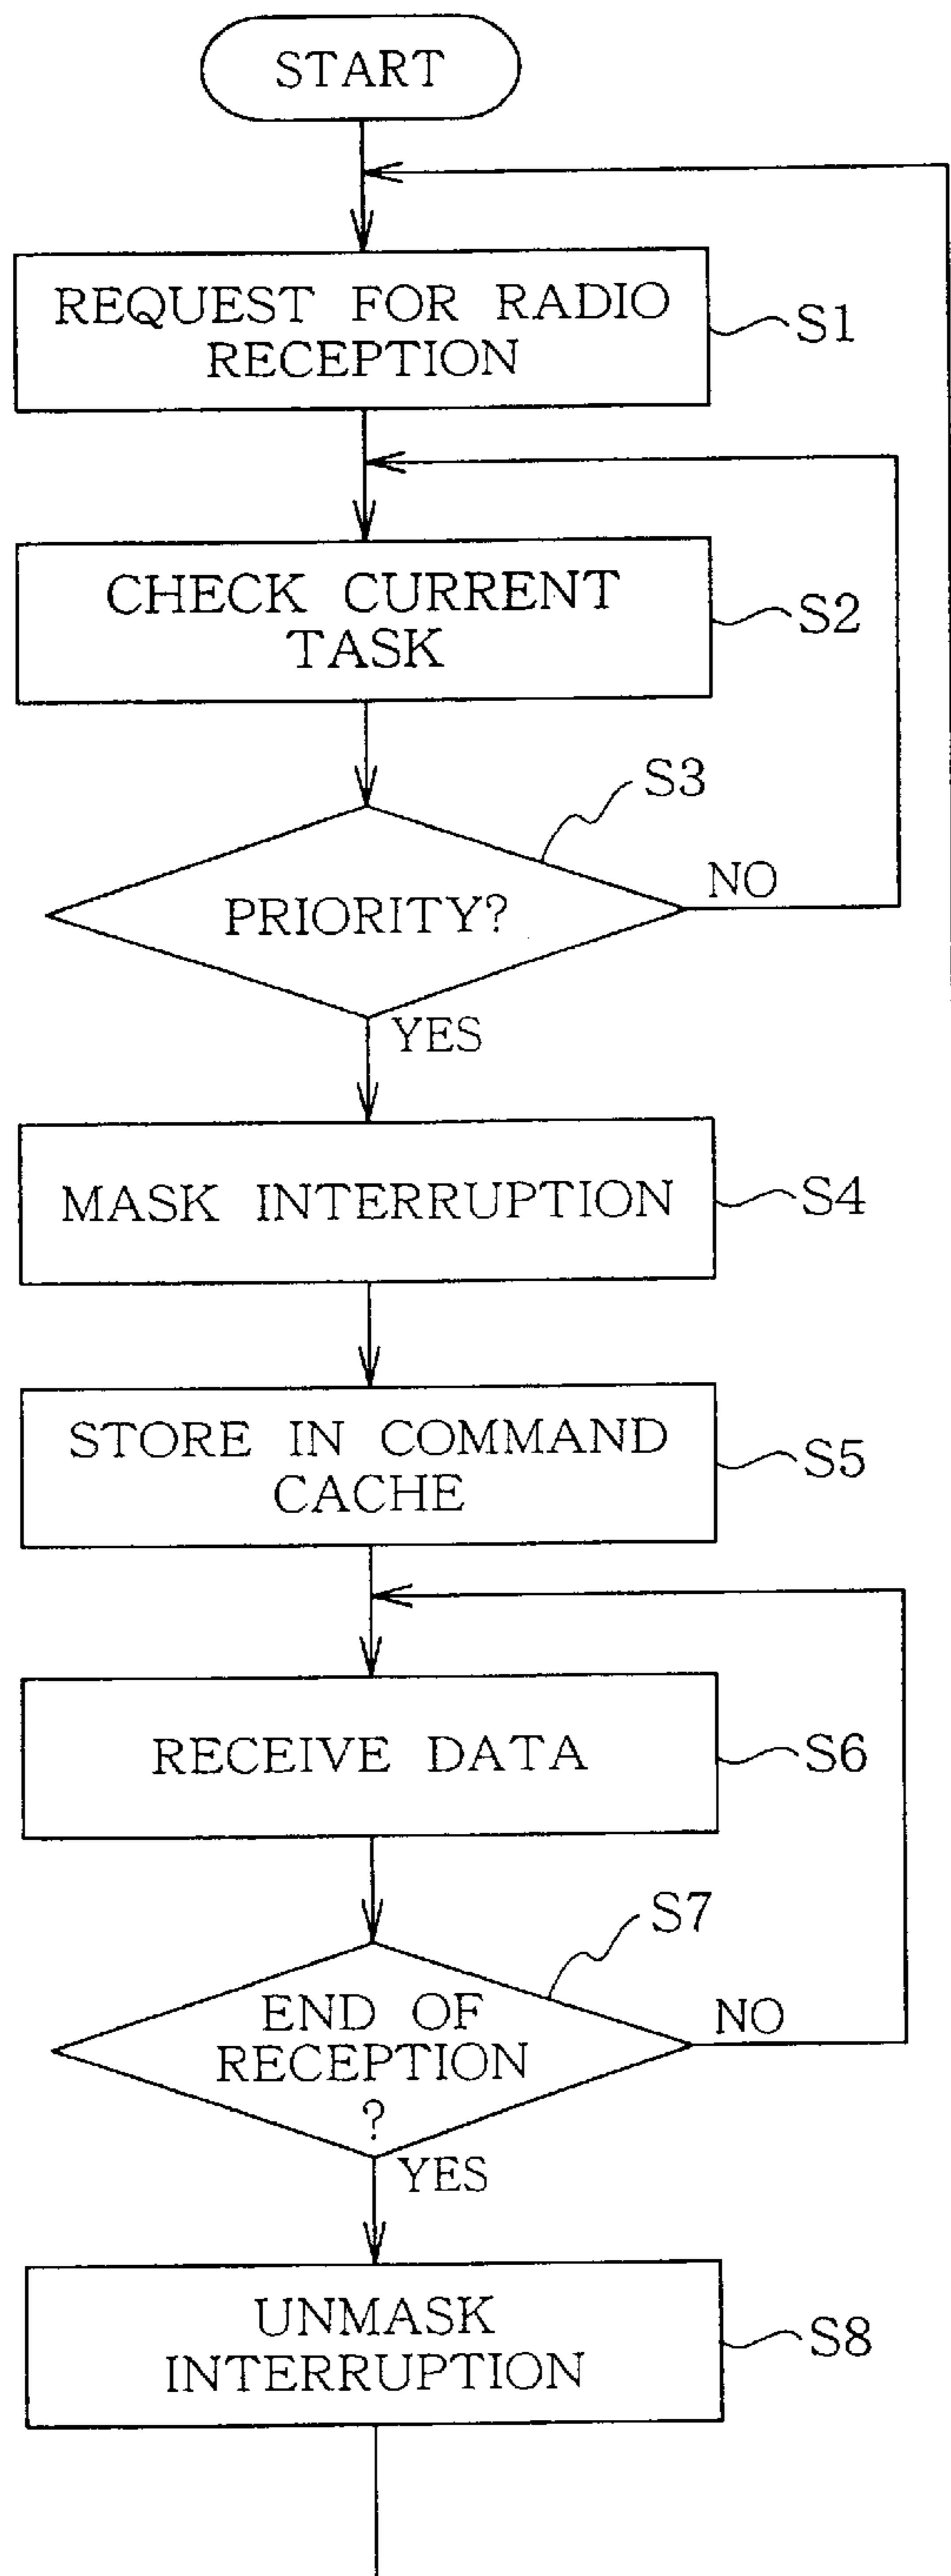 START
REQUEST FOR RADIO
RECEPTION
S1
CHECK CURRENT
TASK
S2
S3
PRIORITY?
NO
YES
MASK INTERRUPTION
S4
STORE IN COMMAND
CACHE
S5
RECEIVE DATA
S6
S7
END OF
RECEPTION
?
NO
YES
UNMASK
INTERRUPTION
S8